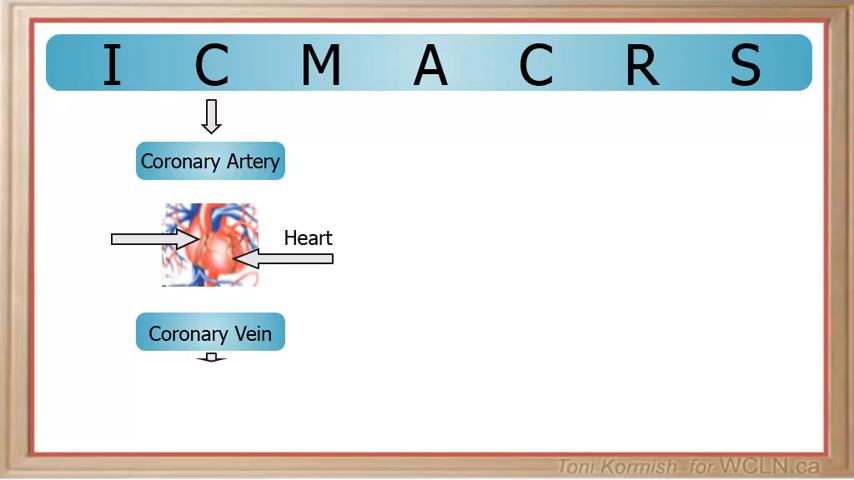 I C M A C R S
Coronary Artery
Heart
Coronary Vein
Toni Kormish for WCLN.ca